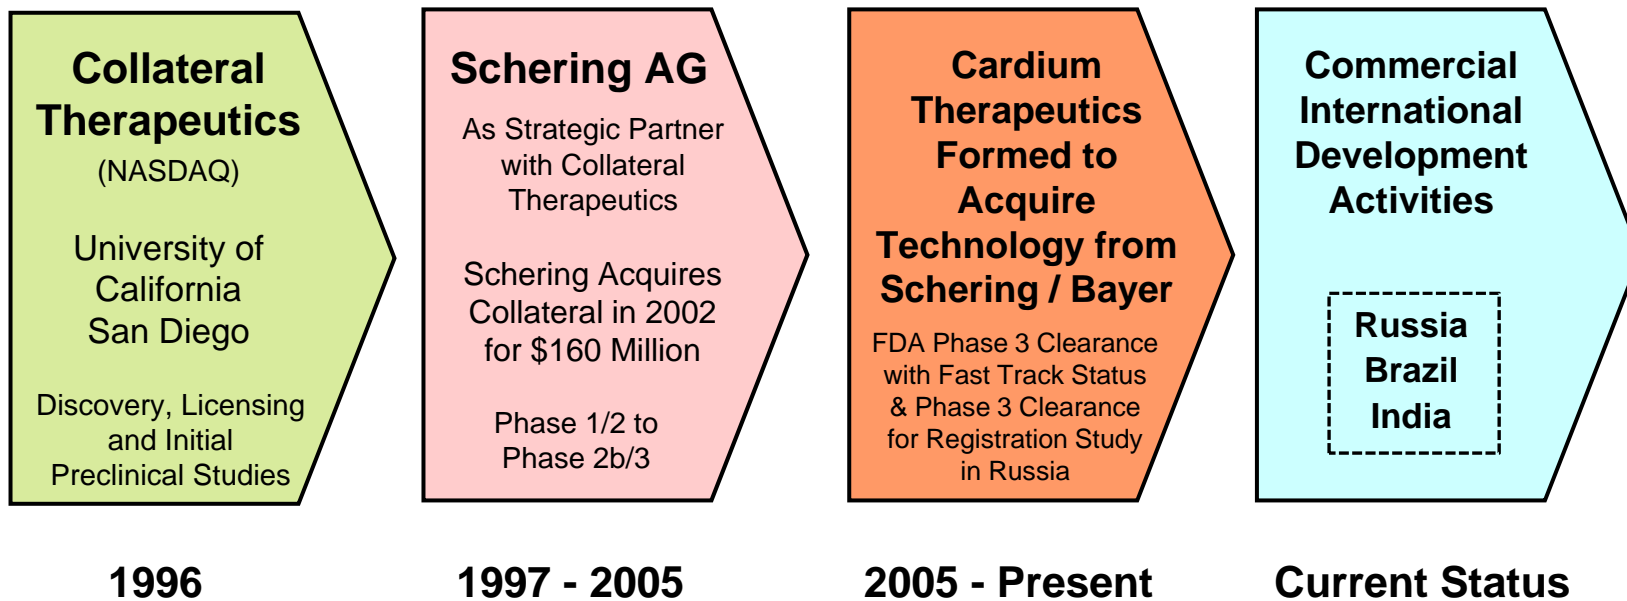 Collateral
Therapeutics
(NASDAQ)
University of
California
San Diego
Discovery, Licensing
and Initial
Preclinical Studies
1996
Schering AG
As Strategic Partner
with Collateral
Therapeutics
Schering Acquires
Collateral in 2002
for $160 Million
Phase 1/2 to
Phase 2b/3
1997 - 2005
Cardium
Therapeutics
Formed to
Acquire
Technology from
Schering / Bayer
FDA Phase 3 Clearance
with Fast Track Status
& Phase 3 Clearance
for Registration Study
in Russia
2005 - Present
Commercial
International
Development
Activities
Russia
Brazil
India
Current Status